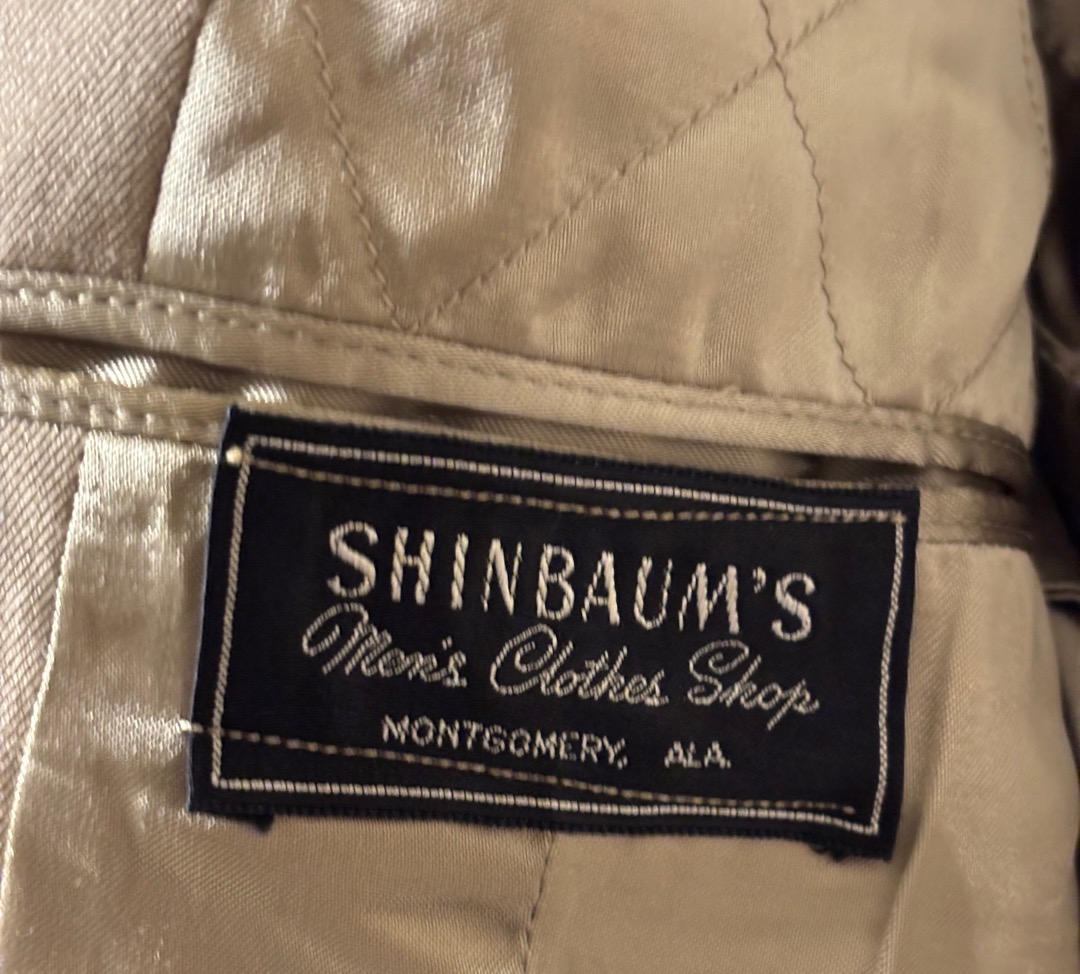 SHINBAUM'S
Men's Clothes Shop
MONTGOMERY, ALA.